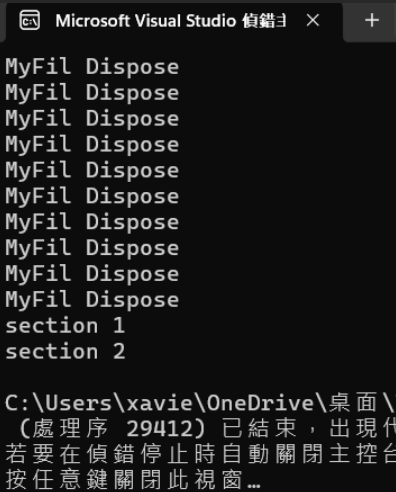 Microsoft Visual Studio 偵錯主
MyFil Dispose
MyFil Dispose
MyFil Dispose
MyFil Dispose
MyFil Dispose
MyFil Dispose
MyFil Dispose
MyFil Dispose
MyFil Dispose
MyFil Dispose
section 1
section 2
C:\Users\xavie\OneDrive\桌面\
(處理序 29412) 已結束，出現代
若要在偵錯停止時自動關閉主控台
按任意鍵關閉此視窗…